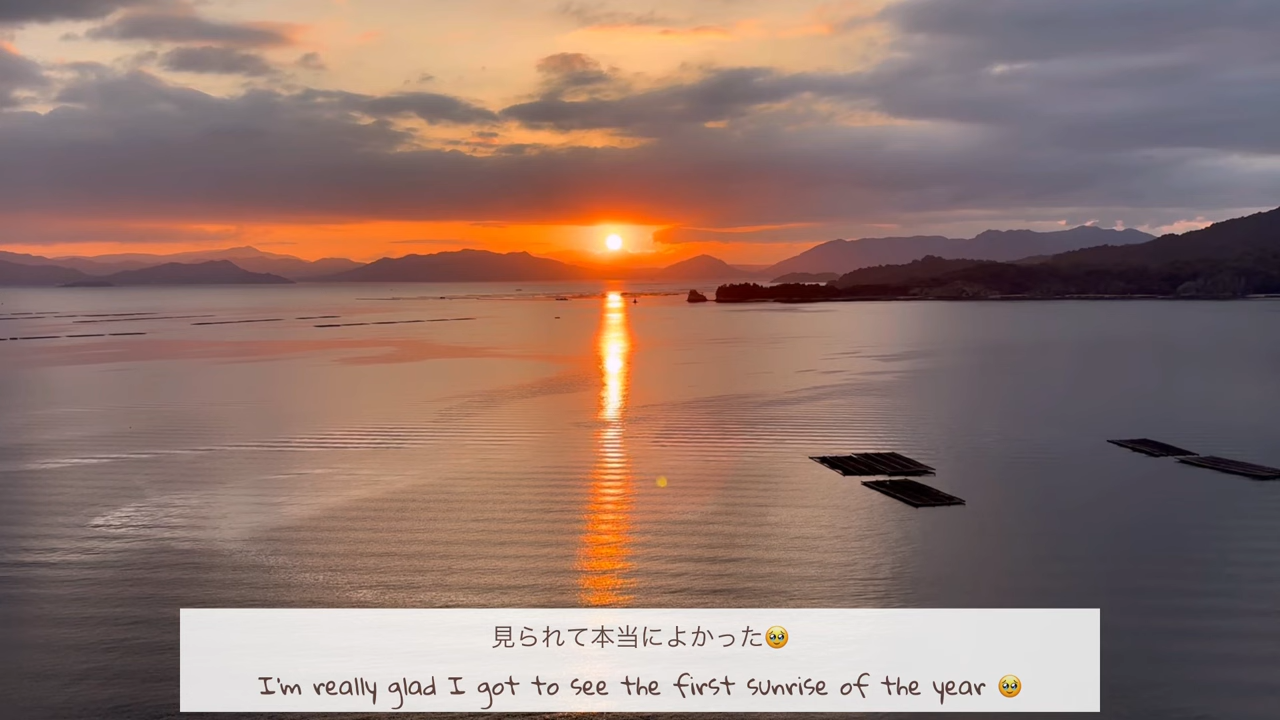 見られて本当によかった🥹
I'm really glad I got to see the first sunrise of the year 🥹